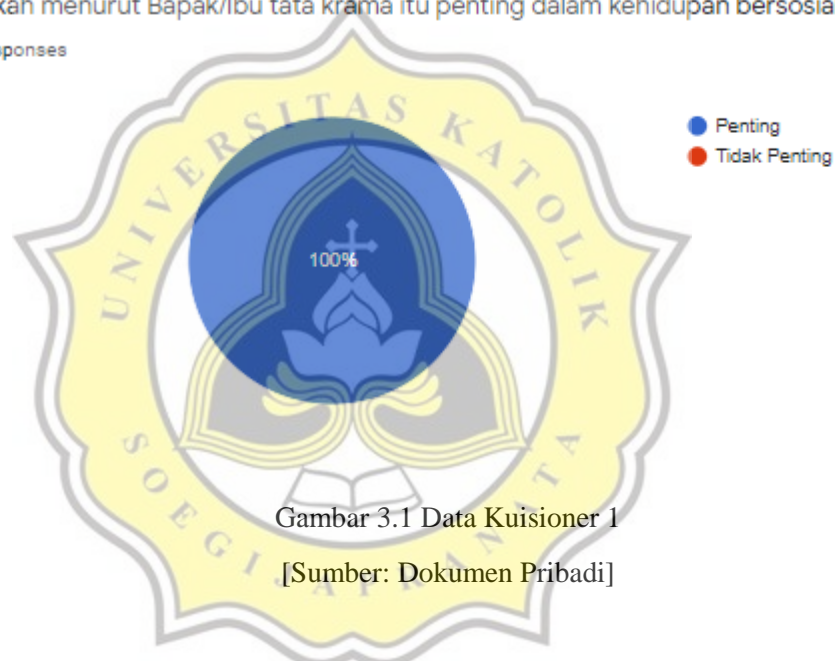 kan menurut Bapak/Ibu tata krama itu penting dalam kehidupan bersosia
sponses
Penting
Tidak Penting
100%
UNIVERSITAS KATOLIK
SOEGIJAPRANATA
Gambar 3.1 Data Kuisioner 1
[Sumber: Dokumen Pribadi]